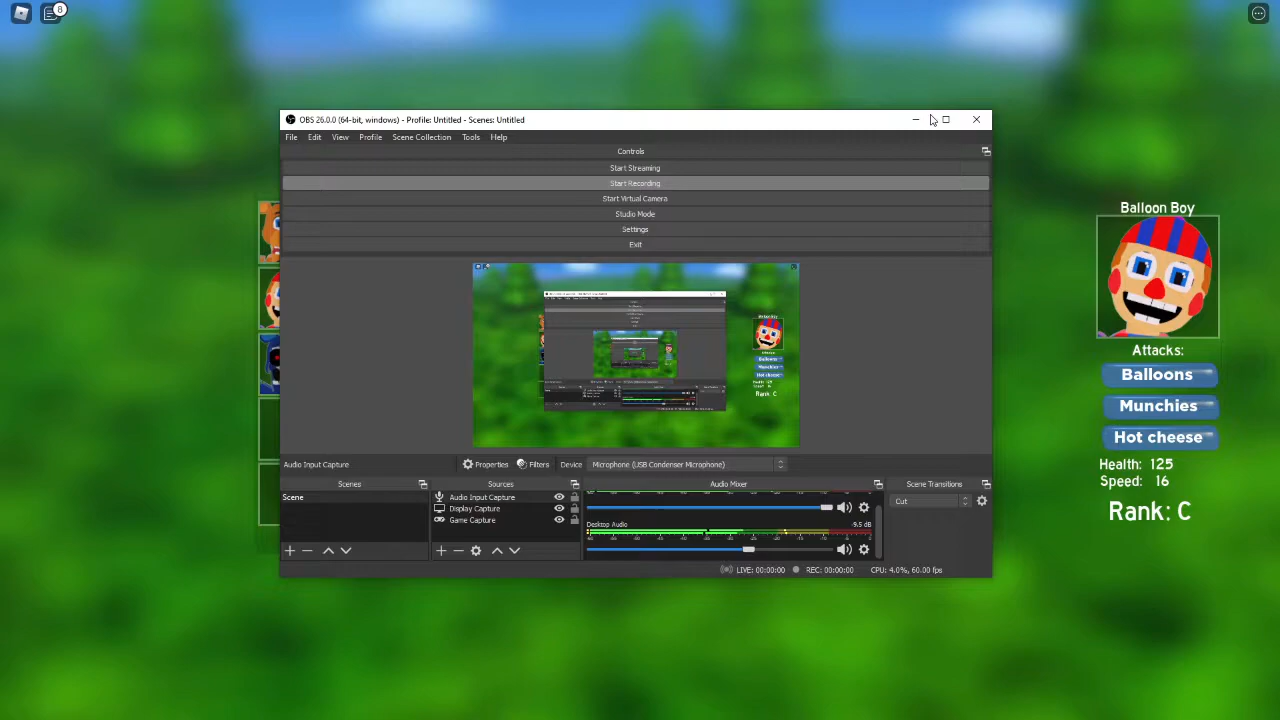 8
OBS 26.0.0 (64-bit, windows) - Profile: Untitled - Scenes: Untitled
File Edit View Profile Scene Collection Tools Help
Controls
Start Streaming
Start Recording
Start Virtual Camera
Studio Mode
Settings
Exit
Audio Input Capture Properties Filters Device Microphone (USB Condenser Microphone)
Scenes Sources Audio Mixer Scene Transitions
Scene
Audio Input Capture
Display Capture
Game Capture
Cut
Desktop Audio -9.5 dB
LIVE: 00:00:00 REC: 00:00:00 CPU: 4.0%, 60.00 fps
Balloon Boy
Attacks:
Balloons
Munchies
Hot cheese
Health: 125
Speed: 16
Rank: C